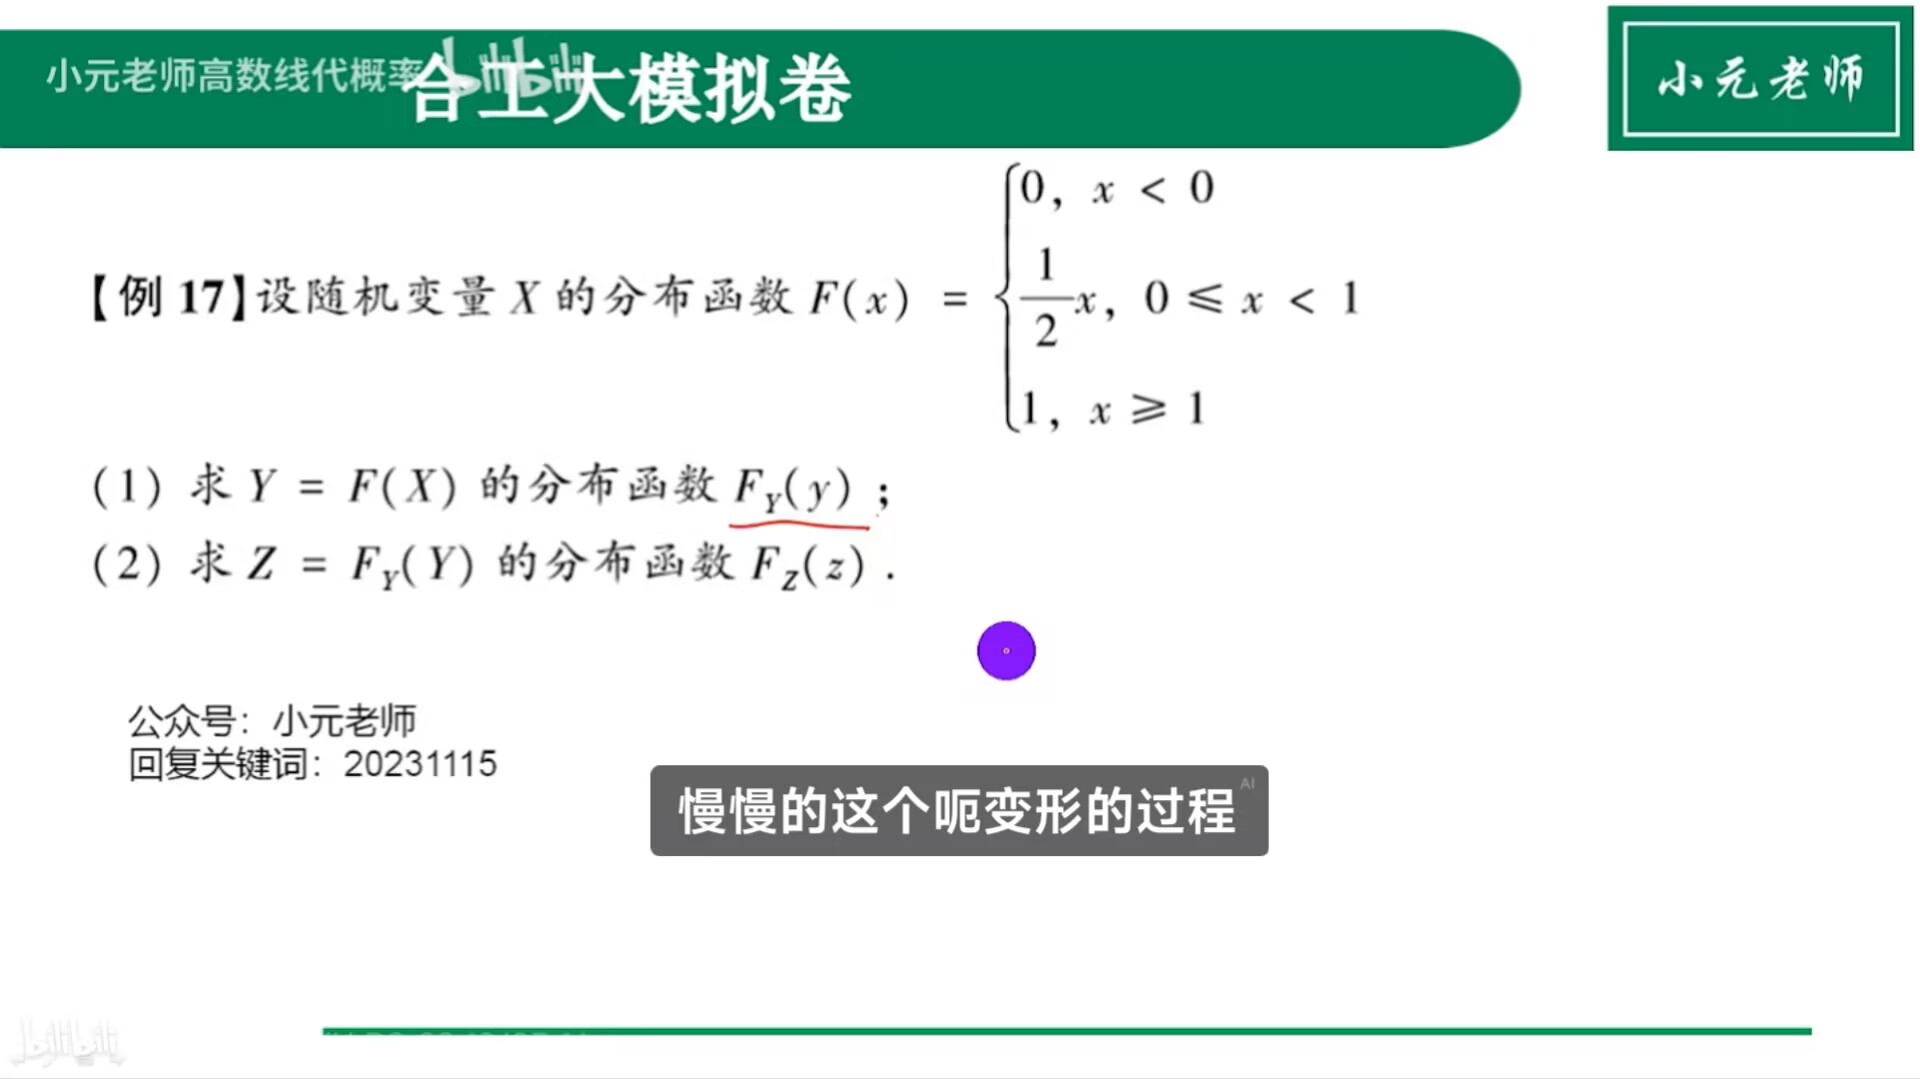 小元老师高数线代概率
合工大模拟卷
小元老师
【例 17】设随机变量 X 的分布函数 F(x) = { 0, x < 0
1/2 x, 0 ≤ x < 1
1, x ≥ 1
(1) 求 Y = F(X) 的分布函数 F_Y(y) ;
(2) 求 Z = F_Y(Y) 的分布函数 F_Z(z) .
公众号：小元老师
回复关键词：20231115
慢慢的这个呃变形的过程
AI
bilibili